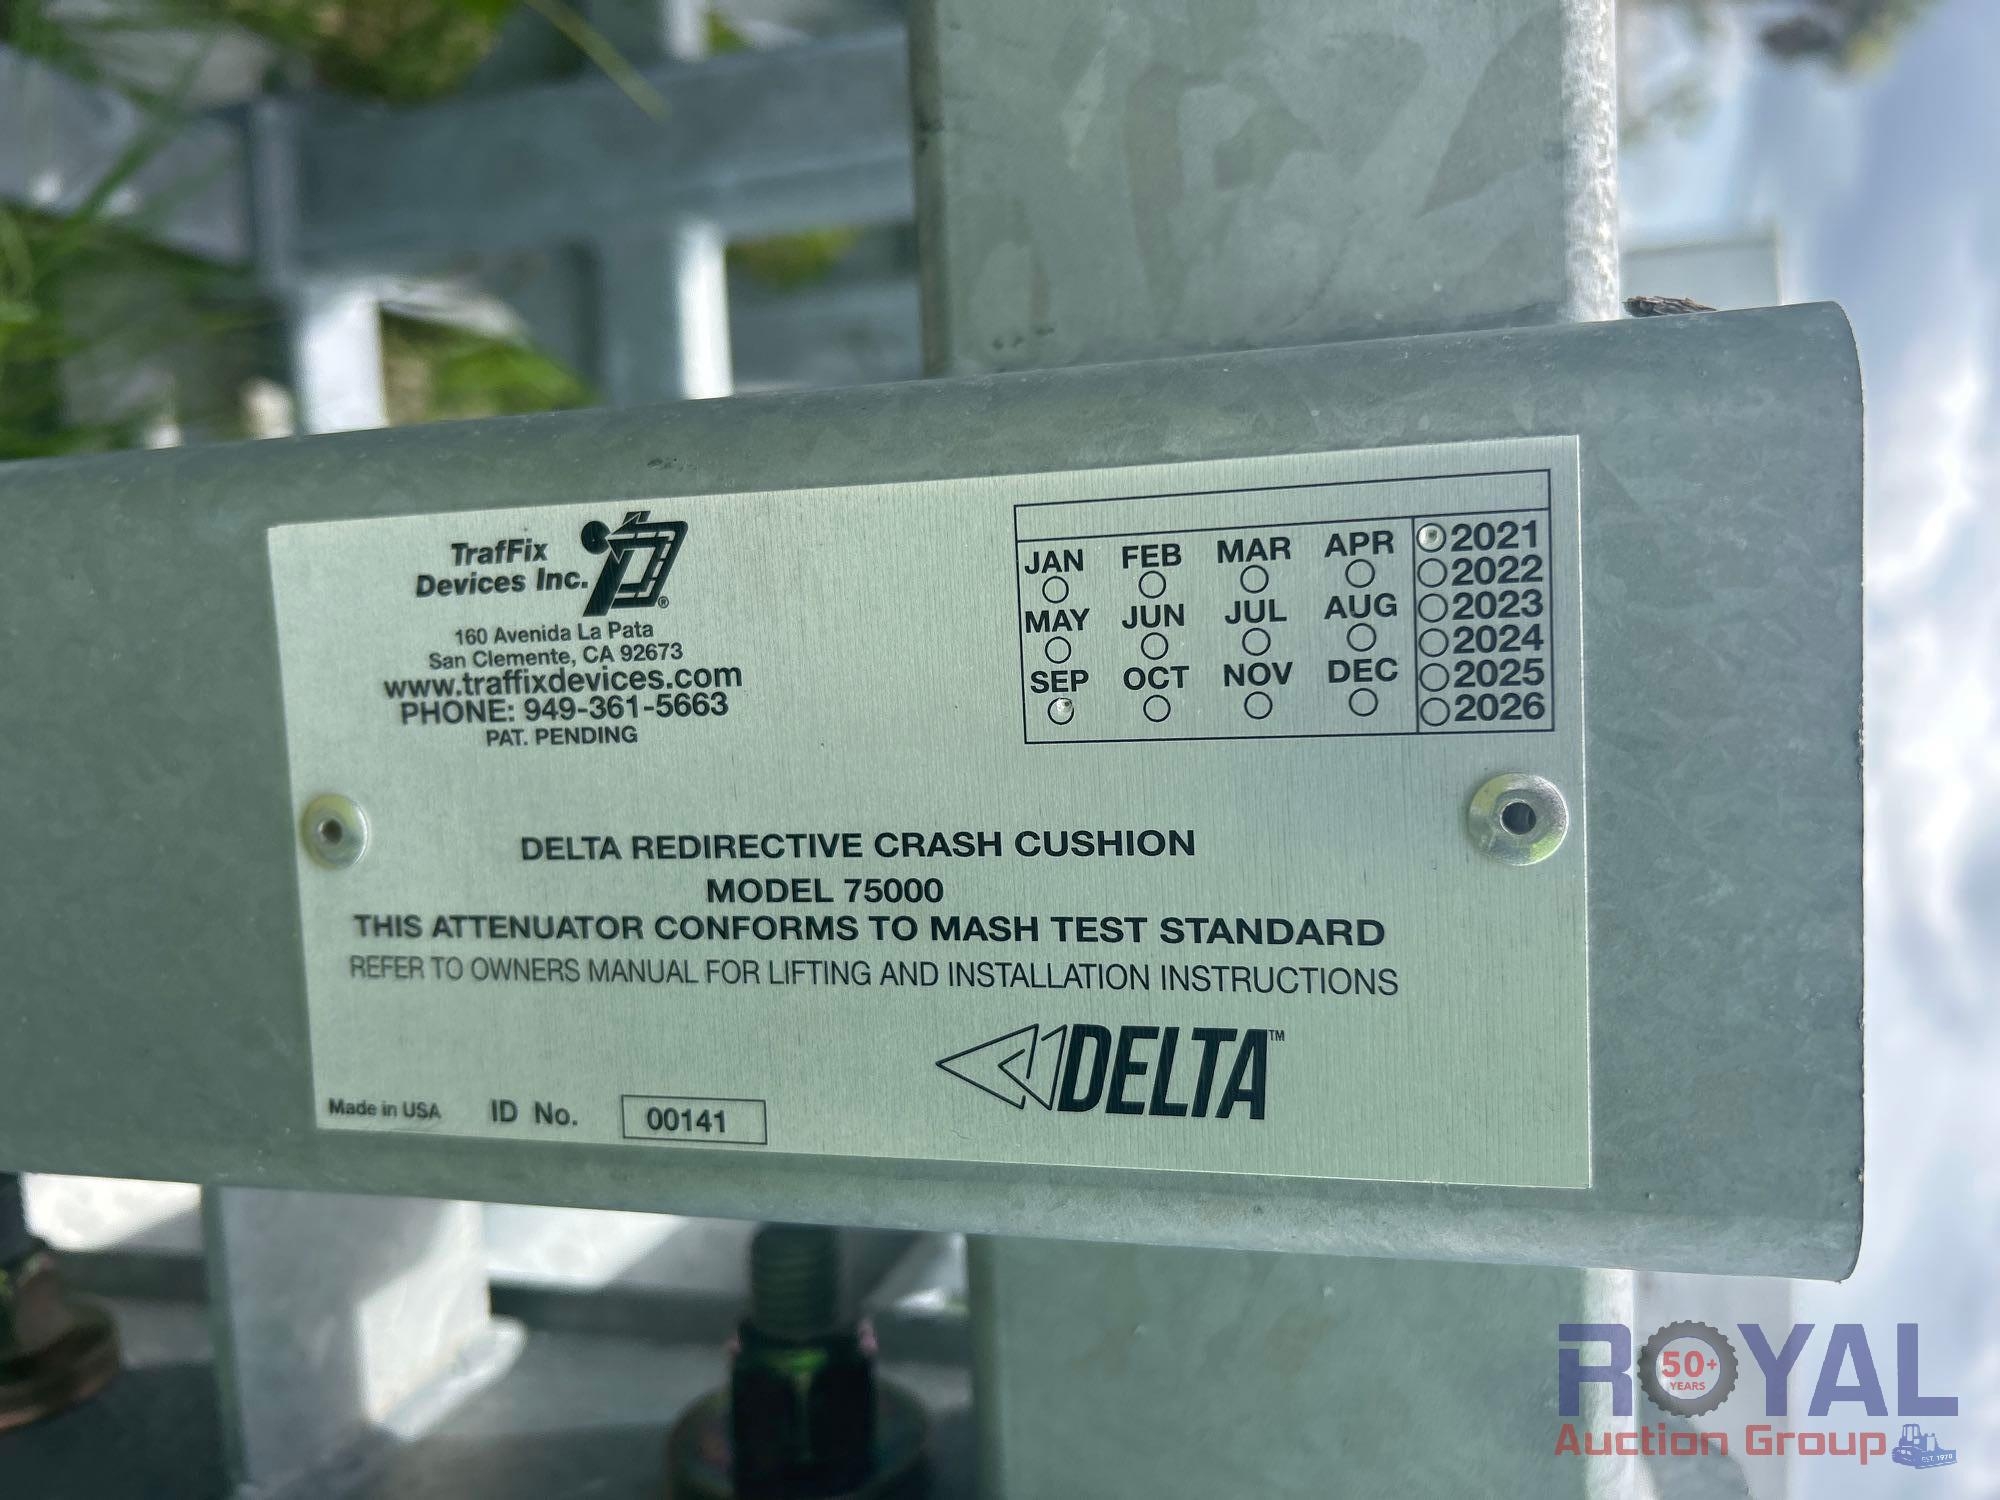 TrafFix
Devices Inc.
®
160 Avenida La Pata
San Clemente, CA 92673
www.traffixdevices.com
PHONE: 949-361-5663
PAT. PENDING
JAN FEB MAR APR
MAY JUN JUL AUG
SEP OCT NOV DEC
2021
2022
2023
2024
2025
2026
DELTA REDIRECTIVE CRASH CUSHION
MODEL 75000
THIS ATTENUATOR CONFORMS TO MASH TEST STANDARD
REFER TO OWNERS MANUAL FOR LIFTING AND INSTALLATION INSTRUCTIONS
DELTA™
Made in USA ID No. 00141
ROYAL
50+
YEARS
Auction Group
EST. 1970